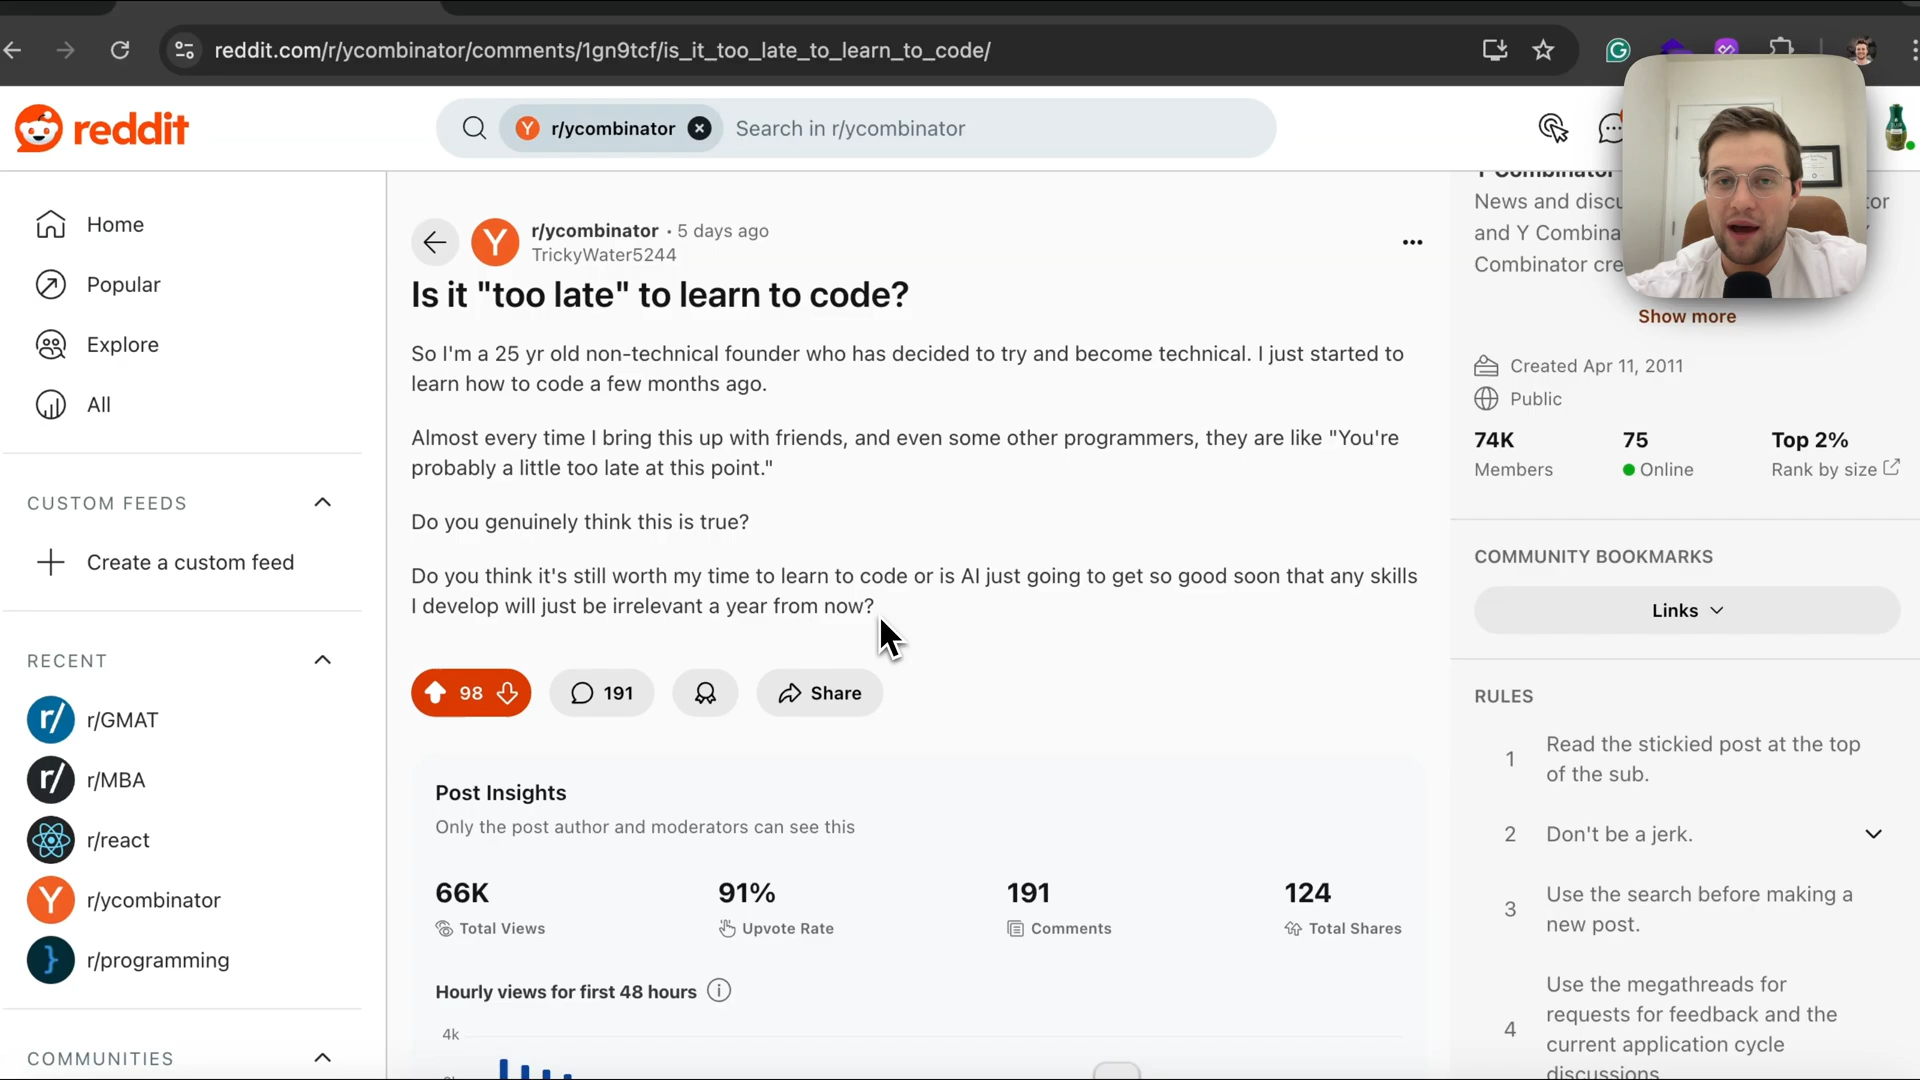 reddit.com/r/ycombinator/comments/1gn9tcf/is_it_too_late_to_learn_to_code/
reddit
r/ycombinator
Search in r/ycombinator
Home
Popular
Explore
All
CUSTOM FEEDS
Create a custom feed
RECENT
r/GMAT
r/MBA
r/react
r/ycombinator
r/programming
COMMUNITIES
r/ycombinator • 5 days ago
TrickyWater5244
Is it "too late" to learn to code?
So I'm a 25 yr old non-technical founder who has decided to try and become technical. I just started to
learn how to code a few months ago.
Almost every time I bring this up with friends, and even some other programmers, they are like "You're
probably a little too late at this point."
Do you genuinely think this is true?
Do you think it's still worth my time to learn to code or is AI just going to get so good soon that any skills
I develop will just be irrelevant a year from now?
98
191
Share
Post Insights
Only the post author and moderators can see this
66K
Total Views
91%
Upvote Rate
191
Comments
124
Total Shares
Hourly views for first 48 hours
4k
Y Combinator
News and
and Y
Combinator
Show more
Created Apr 11, 2011
Public
74K
Members
75
Online
Top 2%
Rank by size
COMMUNITY BOOKMARKS
Links
RULES
1
Read the stickied post at the top
of the sub.
2
Don't be a jerk.
3
Use the search before making a
new post.
4
Use the megathreads for
requests for feedback and the
current application cycle
discussions